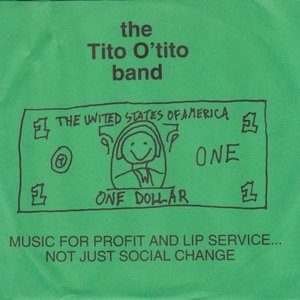 the
Tito O'tito
band
1 1
THE UNITED STATES OF AMERICA
ONE
1 1
ONE DOLLAR
MUSIC FOR PROFIT AND LIP SERVICE...
NOT JUST SOCIAL CHANGE